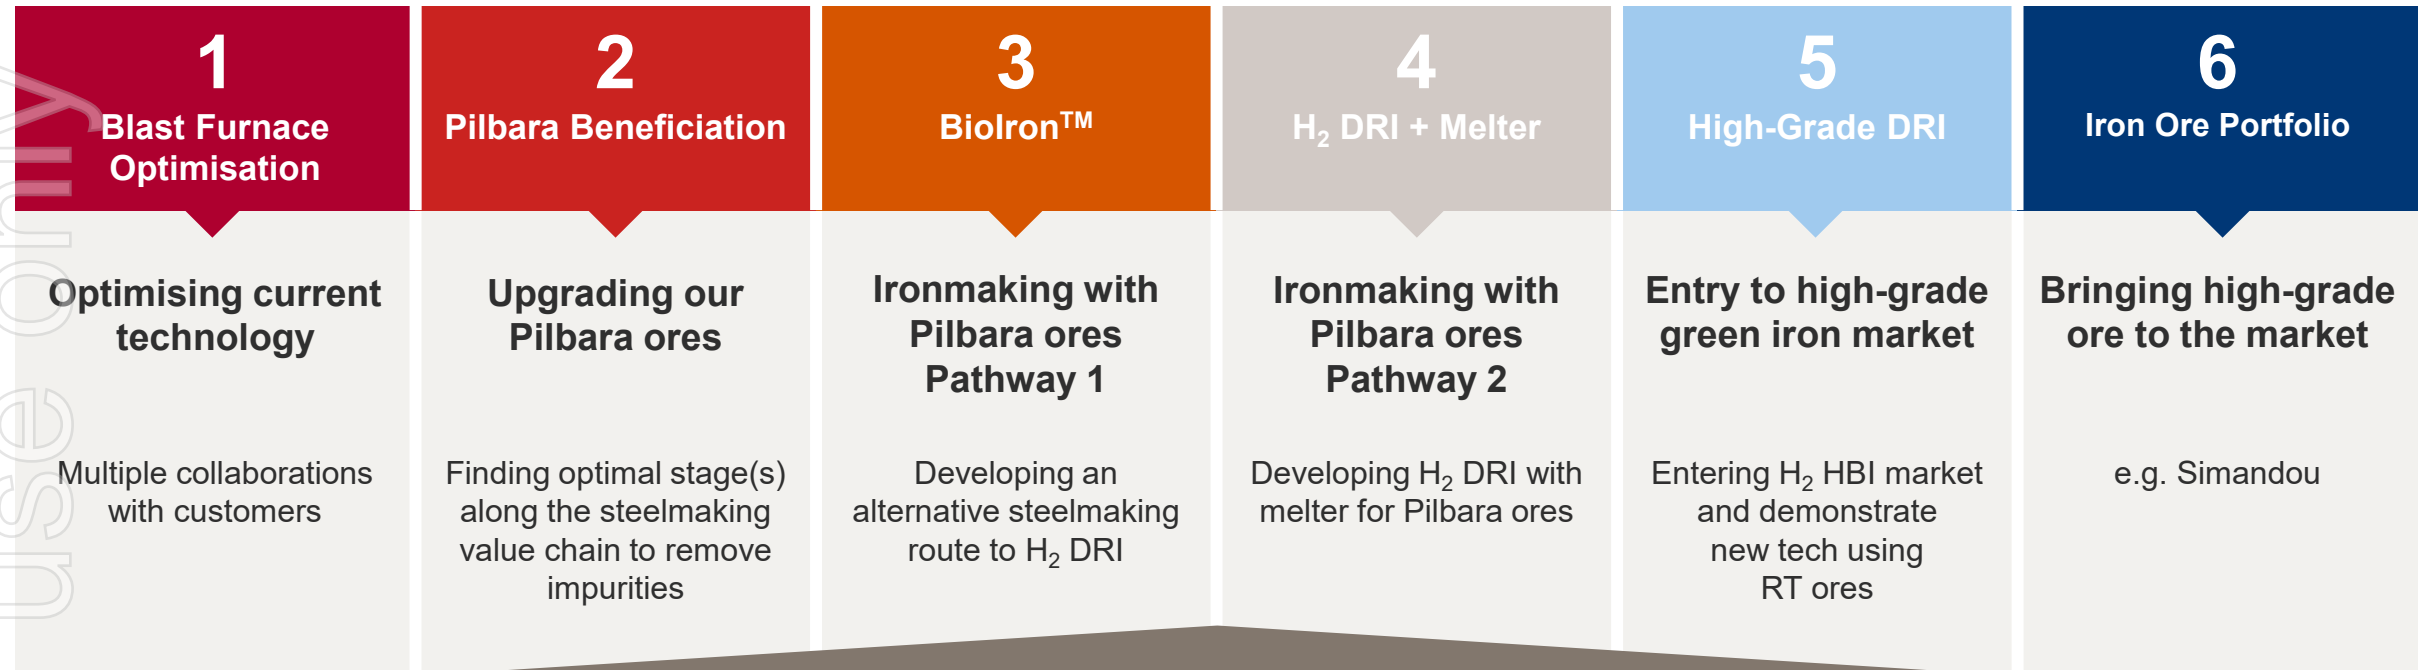 1
Blast Furnace
Optimisation
Optimising current
technology
Multiple collaborations
with customers
2
Pilbara Beneficiation
Upgrading our
Pilbara ores
Finding optimal stage(s)
along the steelmaking
value chain to remove
impurities
3
BioIron™
Ironmaking with
Pilbara ores
Pathway 1
Developing an
alternative steelmaking
route to H₂ DRI
4
H₂ DRI + Melter
Ironmaking with
Pilbara ores
Pathway 2
Developing H₂ DRI with
melter for Pilbara ores
5
High-Grade DRI
Entry to high-grade
green iron market
Entering H₂ HBI market
and demonstrate
new tech using
RT ores
6
Iron Ore Portfolio
Bringing high-grade
ore to the market
e.g. Simandou
use only